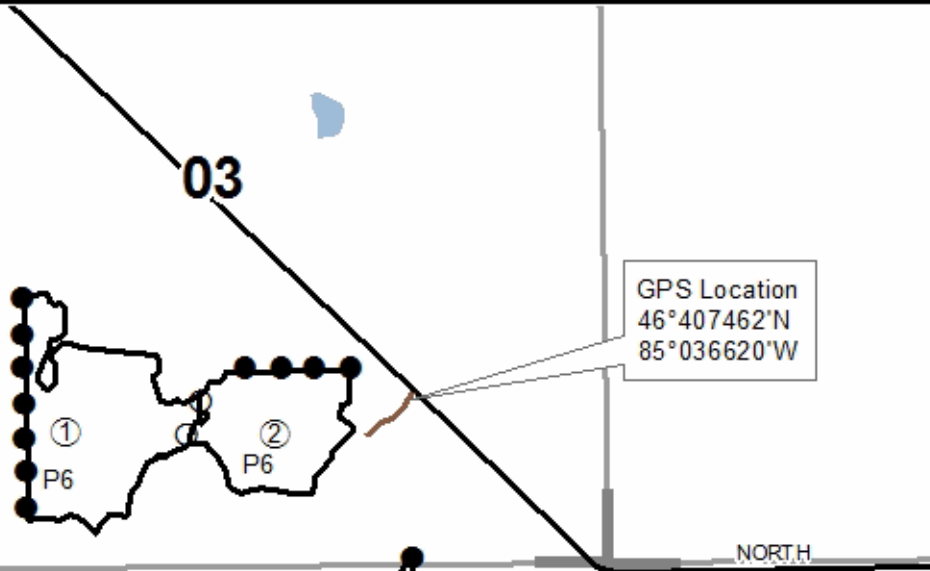 03
GPS Location
46°407462'N
85°036620'W
①
②
P6
P6
NORTH